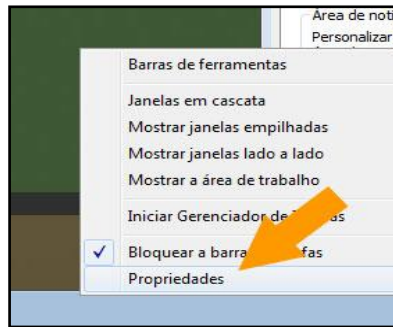 Área de noti
Personalizar
Barras de ferramentas
Janelas em cascata
Mostrar janelas empilhadas
Mostrar janelas lado a lado
Mostrar a área de trabalho
Iniciar Gerenciador de
Bloquear a barra
Propriedades